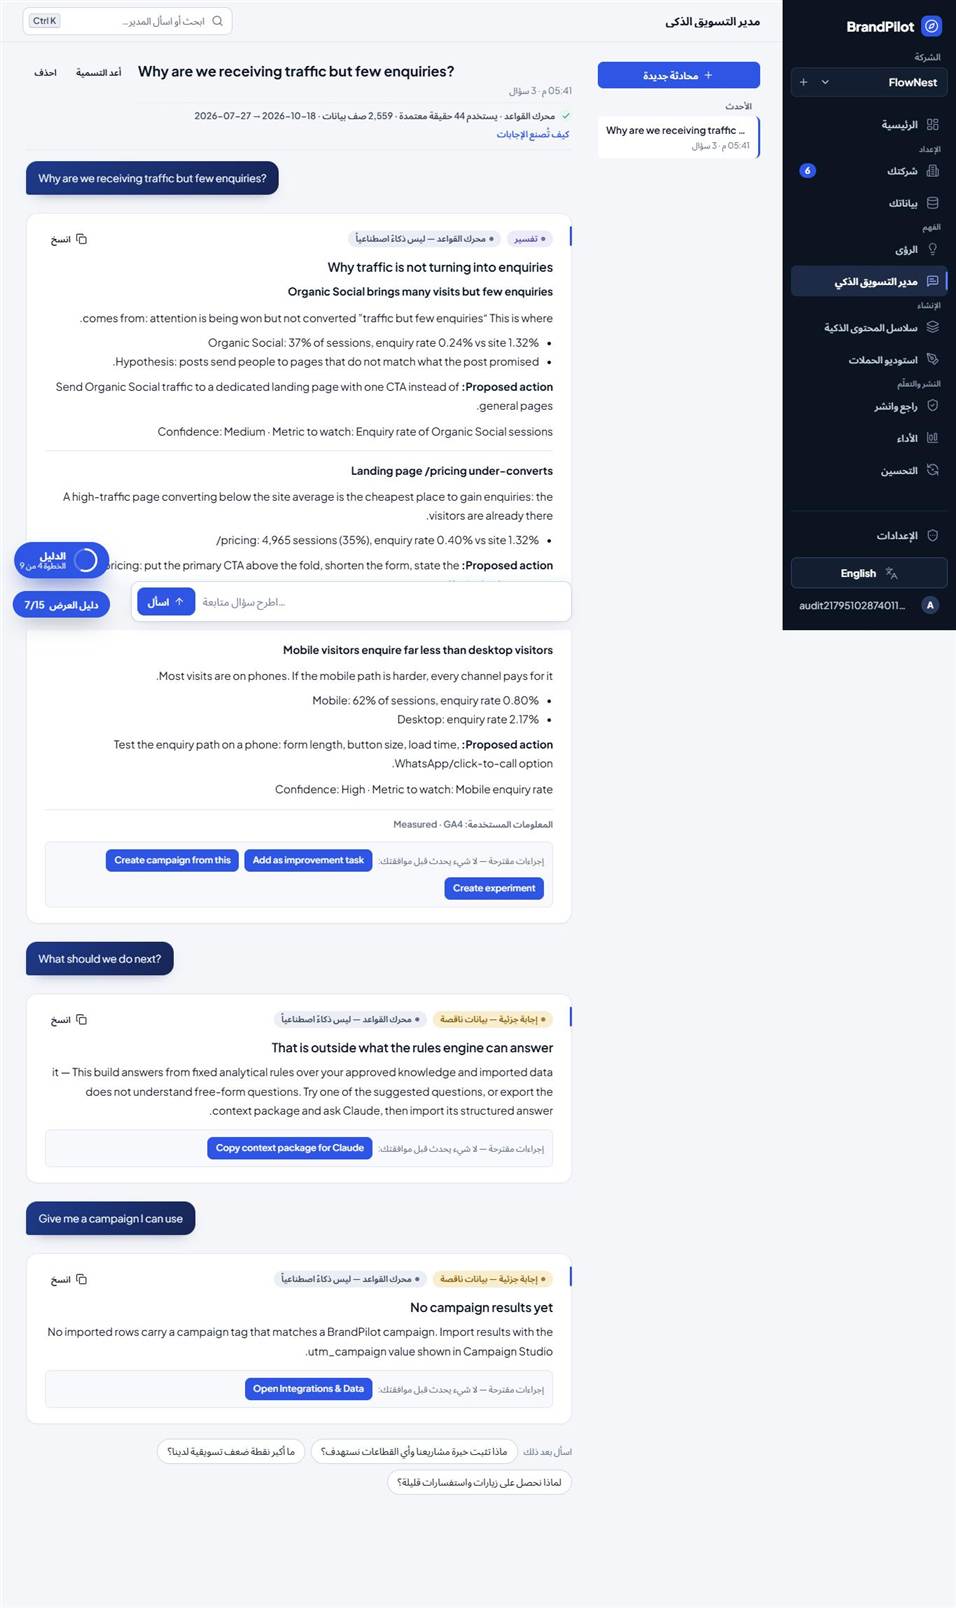 BrandPilot
الشركة
FlowNest
الرئيسية
الإعداد
شركتك
6
بياناتك
الفهم
الرؤى
مدير التسويق الذكي
الإنشاء
سلاسل المحتوى الذكية
استوديو الحملات
النشر والتعلّم
راجع وانشر
الأداء
التحسين
الإعدادات
English
A
audit21795102874011…
مدير التسويق الذكي
ابحث أو اسأل المدير…
Ctrl K
محادثة جديدة
الأحدث
Why are we receiving traffic …
05:41 م · 3 سؤال
Why are we receiving traffic but few enquiries?
أعد التسمية
احذف
05:41 م · 3 سؤال
محرك القواعد · يستخدم 44 حقيقة معتمدة · 2,559 صف بيانات · 2026-10-18 → 2026-07-27
كيف تُصنع الإجابات
Why are we receiving traffic but few enquiries?
تفسير
محرك القواعد — ليس ذكاءً اصطناعياً
انسخ
Why traffic is not turning into enquiries
Organic Social brings many visits but few enquiries
.comes from: attention is being won but not converted "traffic but few enquiries" This is where
Organic Social: 37% of sessions, enquiry rate 0.24% vs site 1.32%
.Hypothesis: posts send people to pages that do not match what the post promised
Send Organic Social traffic to a dedicated landing page with one CTA instead of :Proposed action
.general pages
Confidence: Medium · Metric to watch: Enquiry rate of Organic Social sessions
Landing page /pricing under-converts
A high-traffic page converting below the site average is the cheapest place to gain enquiries: the
.visitors are already there
/pricing: 4,965 sessions (35%), enquiry rate 0.40% vs site 1.32%
pricing: put the primary CTA above the fold, shorten the form, state the :Proposed action
الدليل
الخطوة 4 من 9
دليل العرض 7/15
اطرح سؤال متابعة…
اسأل
Mobile visitors enquire far less than desktop visitors
.Most visits are on phones. If the mobile path is harder, every channel pays for it
Mobile: 62% of sessions, enquiry rate 0.80%
Desktop: enquiry rate 2.17%
Test the enquiry path on a phone: form length, button size, load time, :Proposed action
.WhatsApp/click-to-call option
Confidence: High · Metric to watch: Mobile enquiry rate
المعلومات المستخدمة: Measured · GA4
إجراءات مقترحة — لا شيء يحدث قبل موافقتك:
Add as improvement task
Create campaign from this
Create experiment
What should we do next?
إجابة جزئية — بيانات ناقصة
محرك القواعد — ليس ذكاءً اصطناعياً
انسخ
That is outside what the rules engine can answer
it — This build answers from fixed analytical rules over your approved knowledge and imported data
does not understand free-form questions. Try one of the suggested questions, or export the
.context package and ask Claude, then import its structured answer
إجراءات مقترحة — لا شيء يحدث قبل موافقتك:
Copy context package for Claude
Give me a campaign I can use
إجابة جزئية — بيانات ناقصة
محرك القواعد — ليس ذكاءً اصطناعياً
انسخ
No campaign results yet
No imported rows carry a campaign tag that matches a BrandPilot campaign. Import results with the
.utm_campaign value shown in Campaign Studio
إجراءات مقترحة — لا شيء يحدث قبل موافقتك:
Open Integrations & Data
اسأل بعد ذلك
ماذا تثبت خبرة مشاريعنا وأي القطاعات نستهدف؟
ما أكبر نقطة ضعف تسويقية لدينا؟
لماذا نحصل على زيارات واستفسارات قليلة؟